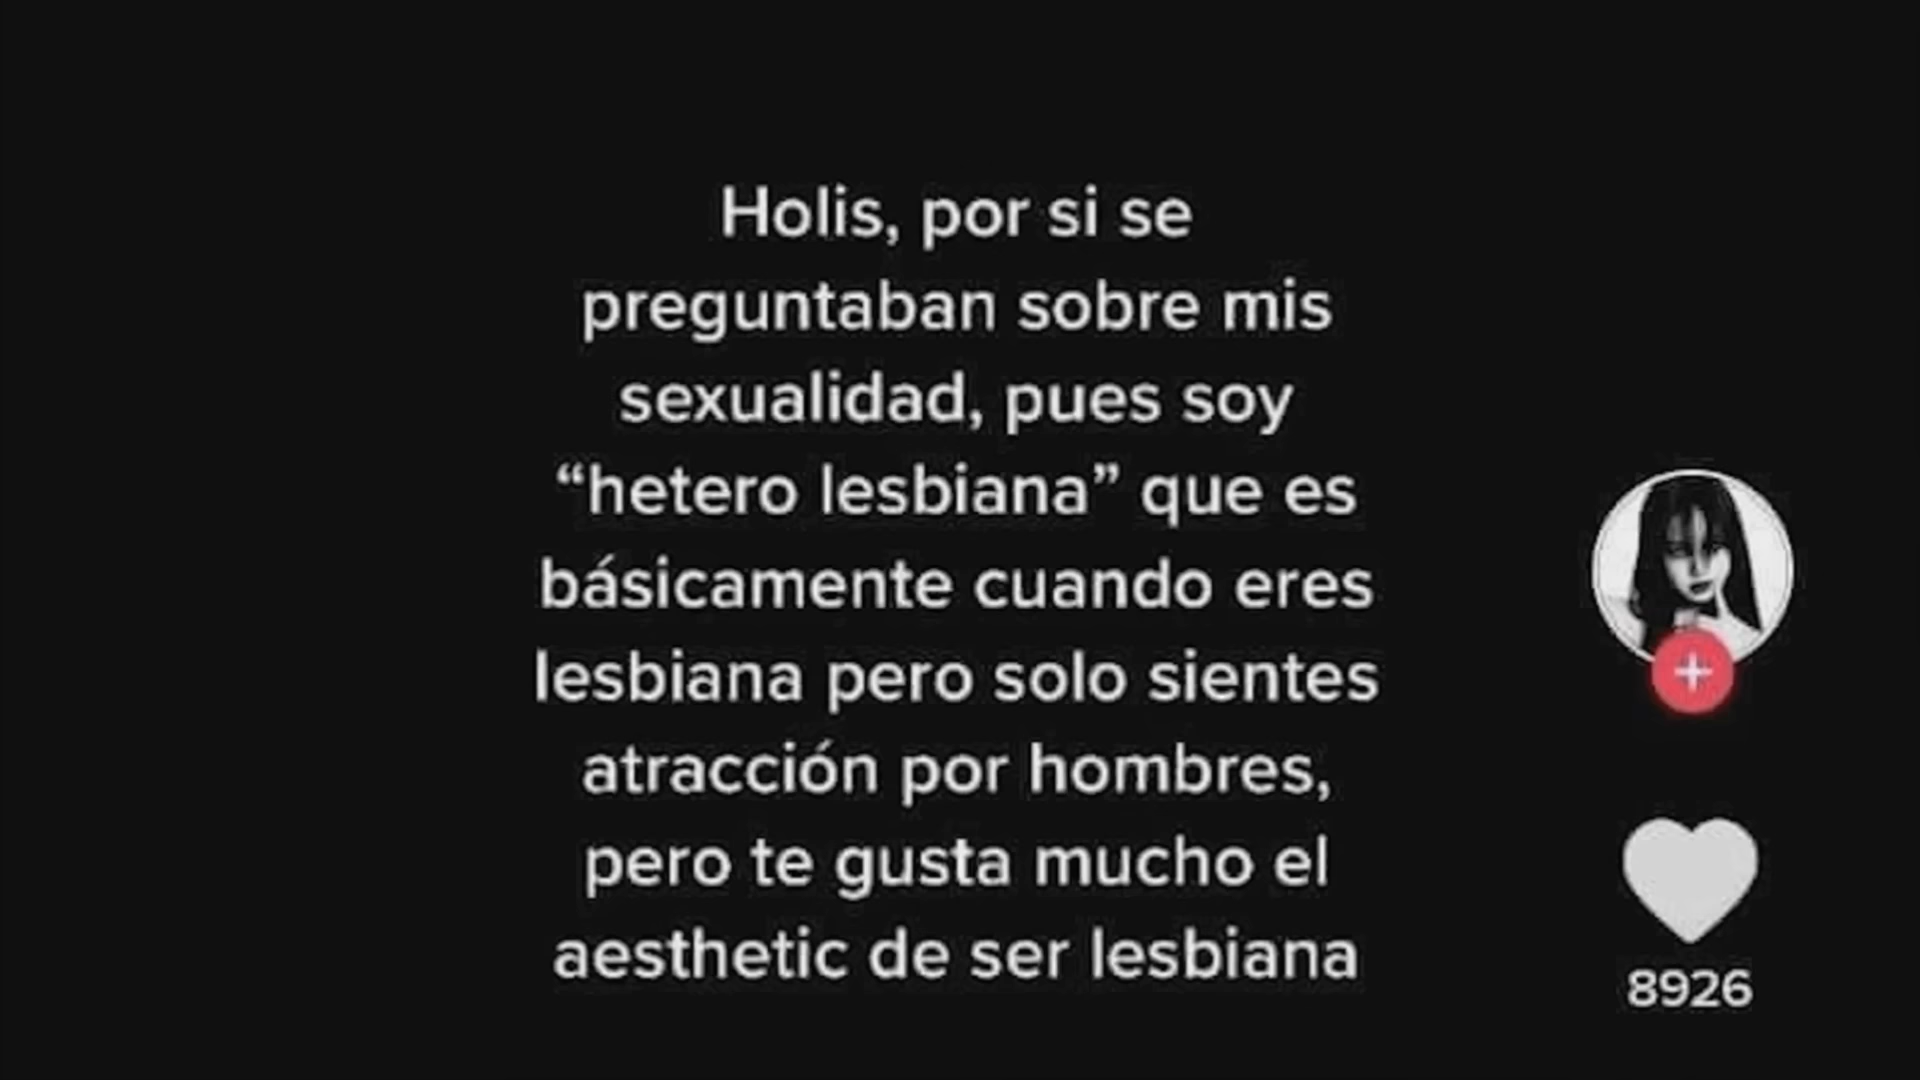 Holis, por si se
preguntaban sobre mis
sexualidad, pues soy
“hetero lesbiana” que es
básicamente cuando eres
lesbiana pero solo sientes
atracción por hombres,
pero te gusta mucho el
aesthetic de ser lesbiana
8926